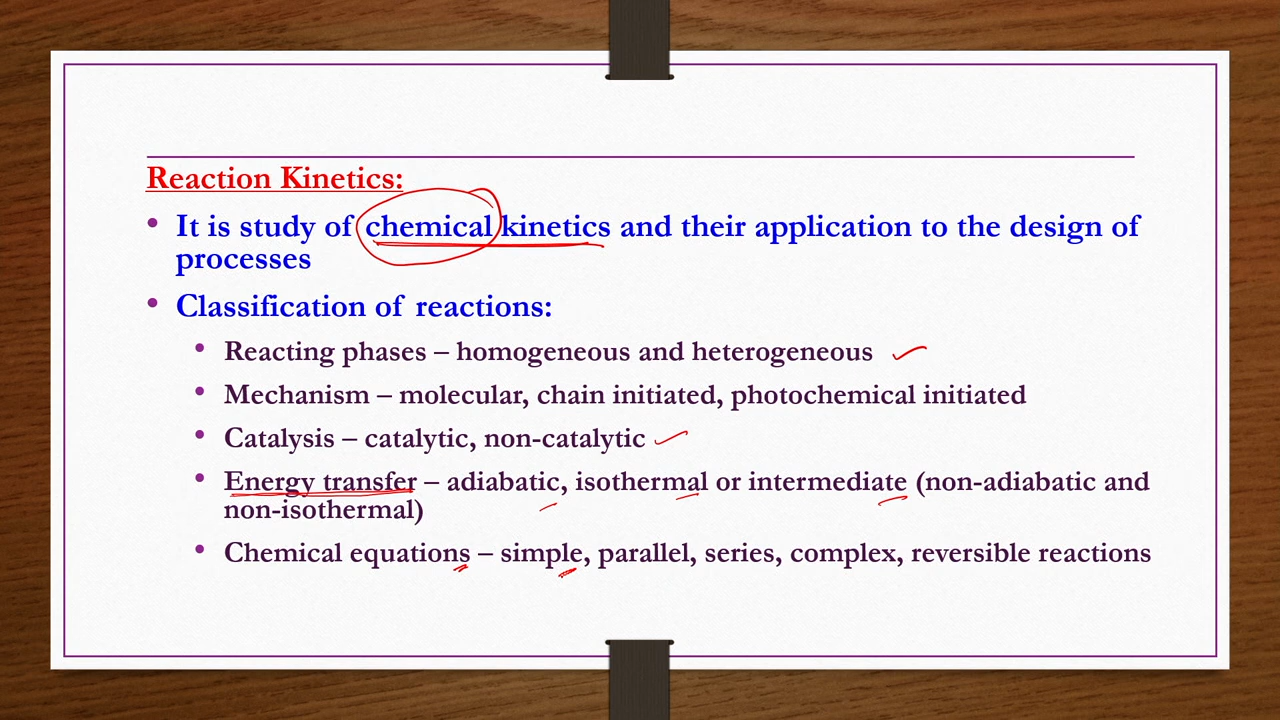 Reaction Kinetics:
• It is study of chemical kinetics and their application to the design of
processes
• Classification of reactions:
• Reacting phases – homogeneous and heterogeneous
• Mechanism – molecular, chain initiated, photochemical initiated
• Catalysis – catalytic, non-catalytic
• Energy transfer – adiabatic, isothermal or intermediate (non-adiabatic and
non-isothermal)
• Chemical equations – simple, parallel, series, complex, reversible reactions